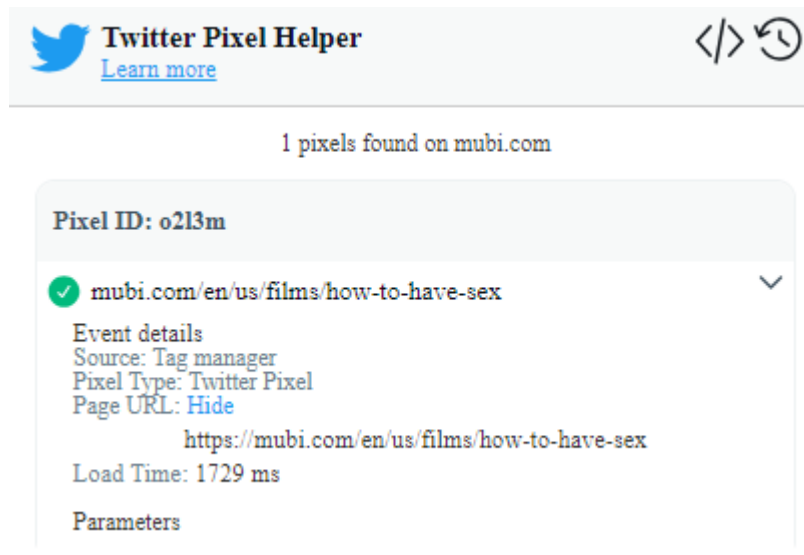 Twitter Pixel Helper
Learn more
1 pixels found on mubi.com
Pixel ID: o2l3m
mubi.com/en/us/films/how-to-have-sex
Event details
Source: Tag manager
Pixel Type: Twitter Pixel
Page URL: Hide
https://mubi.com/en/us/films/how-to-have-sex
Load Time: 1729 ms
Parameters